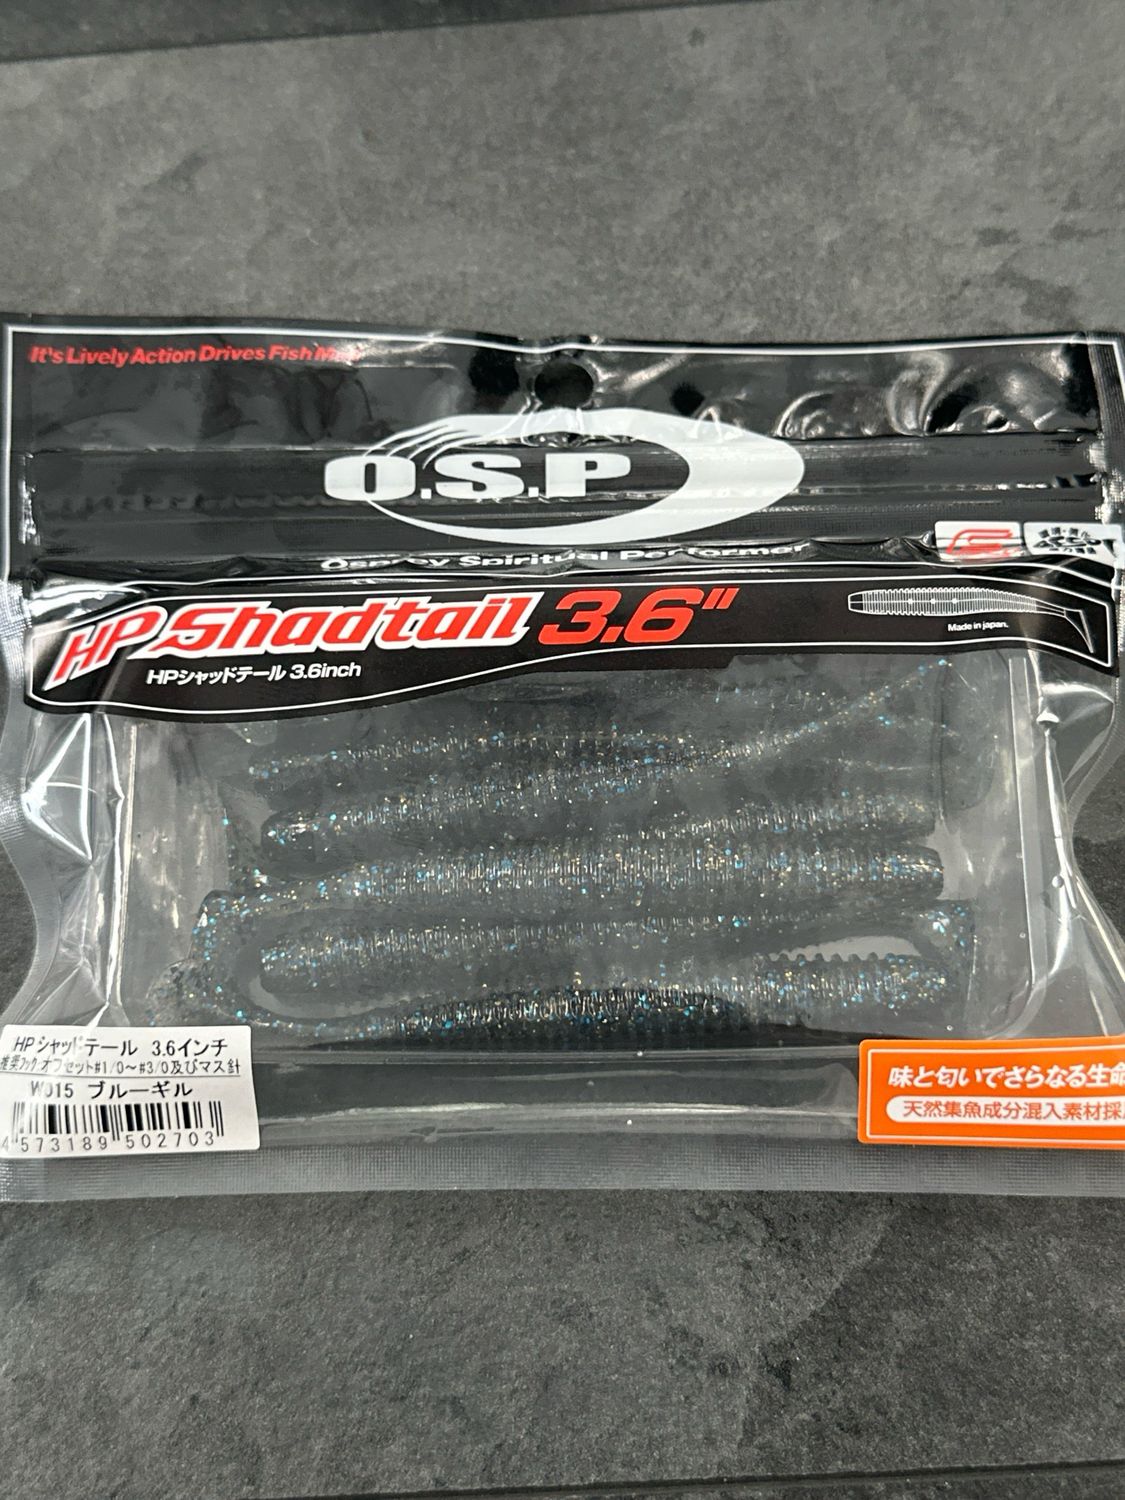 It's Lively Action Drives Fish
O.S.P
Osprey Spiritual Performer
HP Shadtail 3.6"
Made in japan.
HPシャッドテール 3.6inch
HPシャッドテール 3.6インチ
推奨フック:オフセット#1/0~#3/0及びマス針
W015 ブルーギル
4573189502703
味と匂いでさらなる生命
天然集魚成分混入素材採